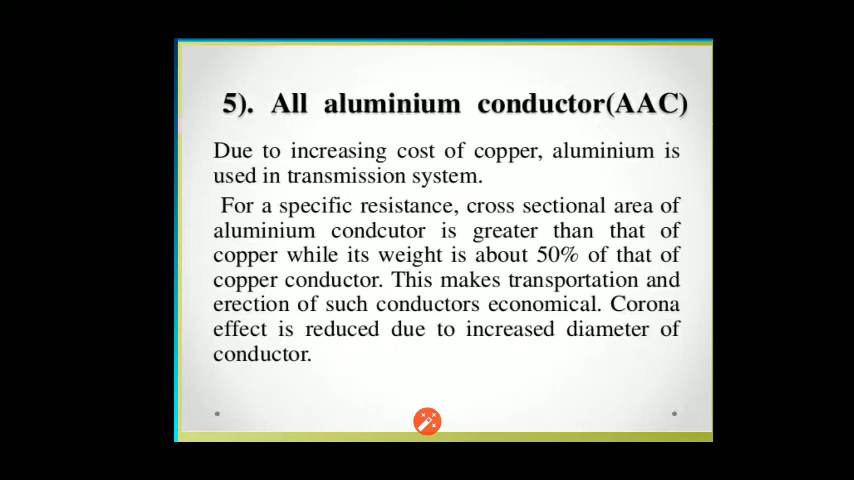 5). All aluminium conductor(AAC)
Due to increasing cost of copper, aluminium is
used in transmission system.
For a specific resistance, cross sectional area of
aluminium condcutor is greater than that of
copper while its weight is about 50% of that of
copper conductor. This makes transportation and
erection of such conductors economical. Corona
effect is reduced due to increased diameter of
conductor.